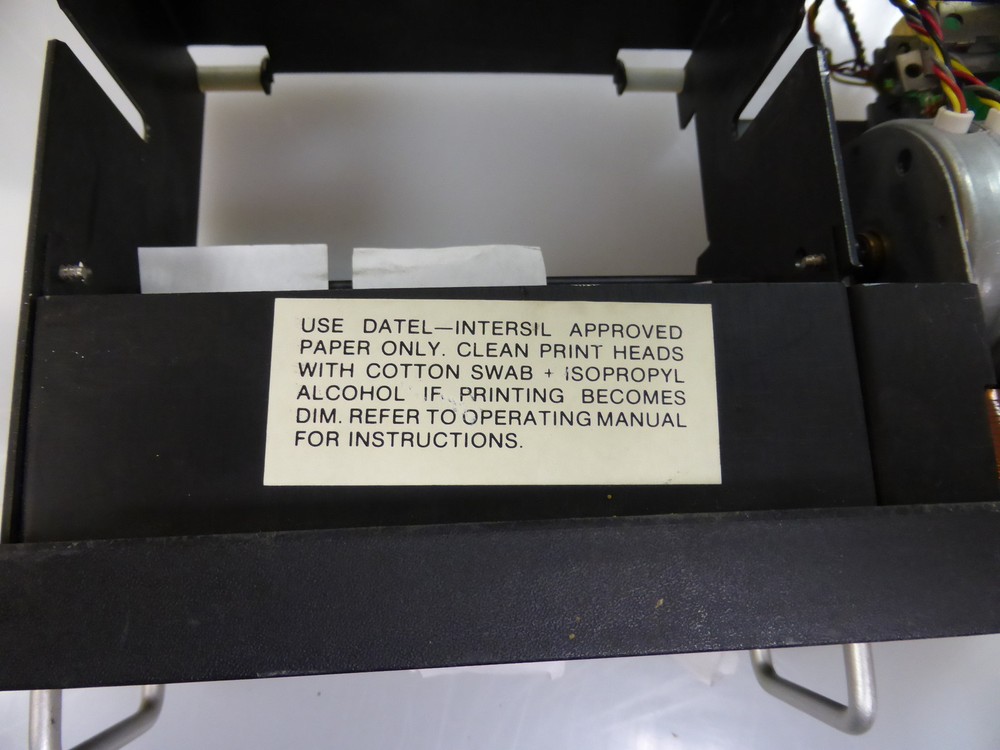 USE DATEL—INTERSIL APPROVED
PAPER ONLY. CLEAN PRINT HEADS
WITH COTTON SWAB + ISOPROPYL
ALCOHOL IF PRINTING BECOMES
DIM. REFER TO OPERATING MANUAL
FOR INSTRUCTIONS.